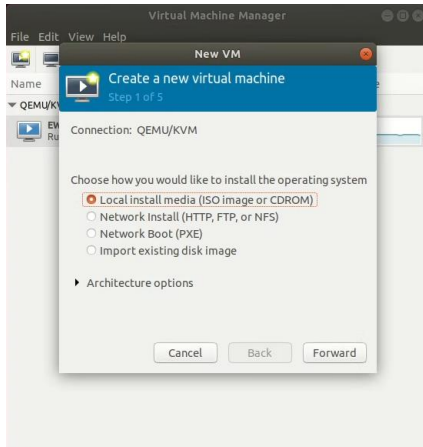 Virtual Machine Manager
File Edit View Help
New VM
Name
Create a new virtual machine
Step 1 of 5
QEMU/KV
EW
Ru
Connection: QEMU/KVM
Choose how you would like to install the operating system
Local install media (ISO image or CDROM)
Network Install (HTTP, FTP, or NFS)
Network Boot (PXE)
Import existing disk image
Architecture options
Cancel Back Forward